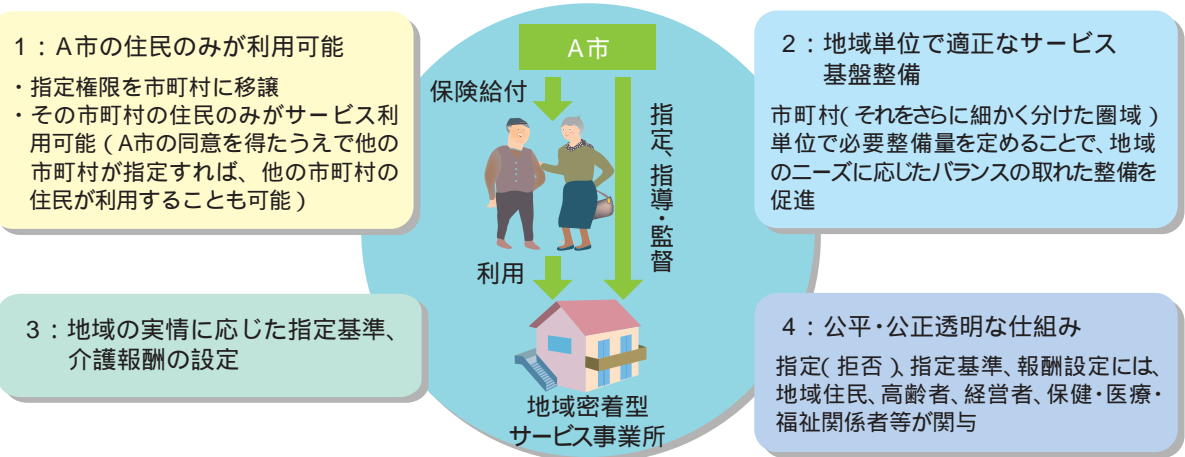 1：A市の住民のみが利用可能
・指定権限を市町村に移譲
・その市町村の住民のみがサービス利
用可能（A市の同意を得たうえで他の
市町村が指定すれば、他の市町村の
住民が利用することも可能）
A市
保険給付
指定、指導・監督
利用
地域密着型
サービス事業所
2：地域単位で適正なサービス
基盤整備
市町村（それをさらに細かく分けた圏域）
単位で必要整備量を定めることで、地域
のニーズに応じたバランスの取れた整備を
促進
3：地域の実情に応じた指定基準、
介護報酬の設定
4：公平・公正透明な仕組み
指定（拒否）、指定基準、報酬設定には、
地域住民、高齢者、経営者、保健・医療・
福祉関係者等が関与